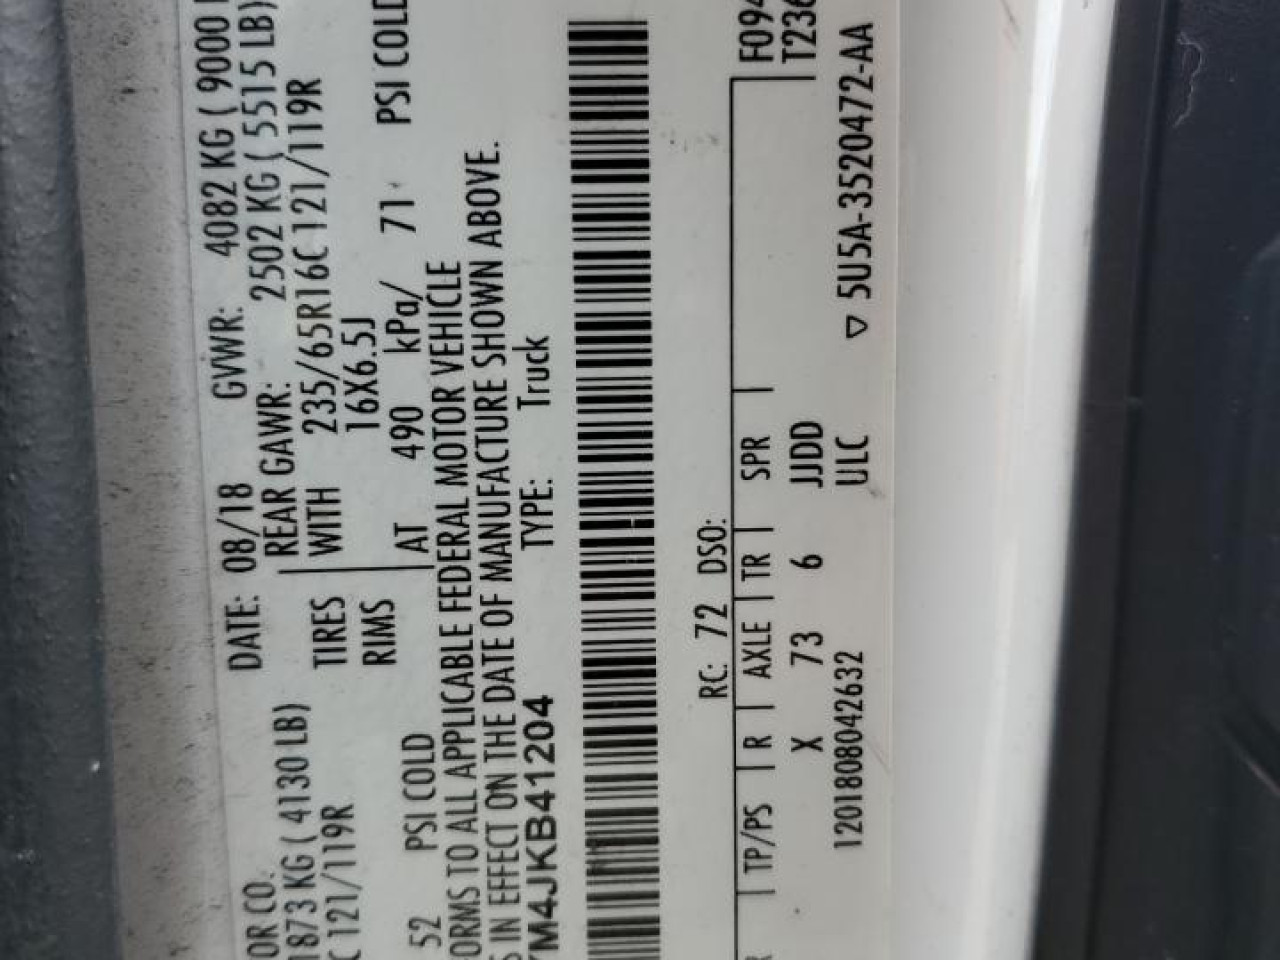 OR CO. DATE: 08/18 GVWR: 4082 KG ( 9000
1873 KG ( 4130 LB) REAR GAWR: 2502 KG ( 5515 LB)
121/119R TIRES WITH 235/65R16C 121/119R
RIMS 16X6.5J
52 PSI COLD AT 490 kPa/ 71 PSI COLD
ORMS TO ALL APPLICABLE FEDERAL MOTOR VEHICLE
IN EFFECT ON THE DATE OF MANUFACTURE SHOWN ABOVE.
M4JKB41204 TYPE: Truck
RC: 72 DSO:
F094
TP/PS R AXLE TR SPR T236
X 73 6 JJDD
1201808042632 ULC ▽ 5U5A-3520472-AA